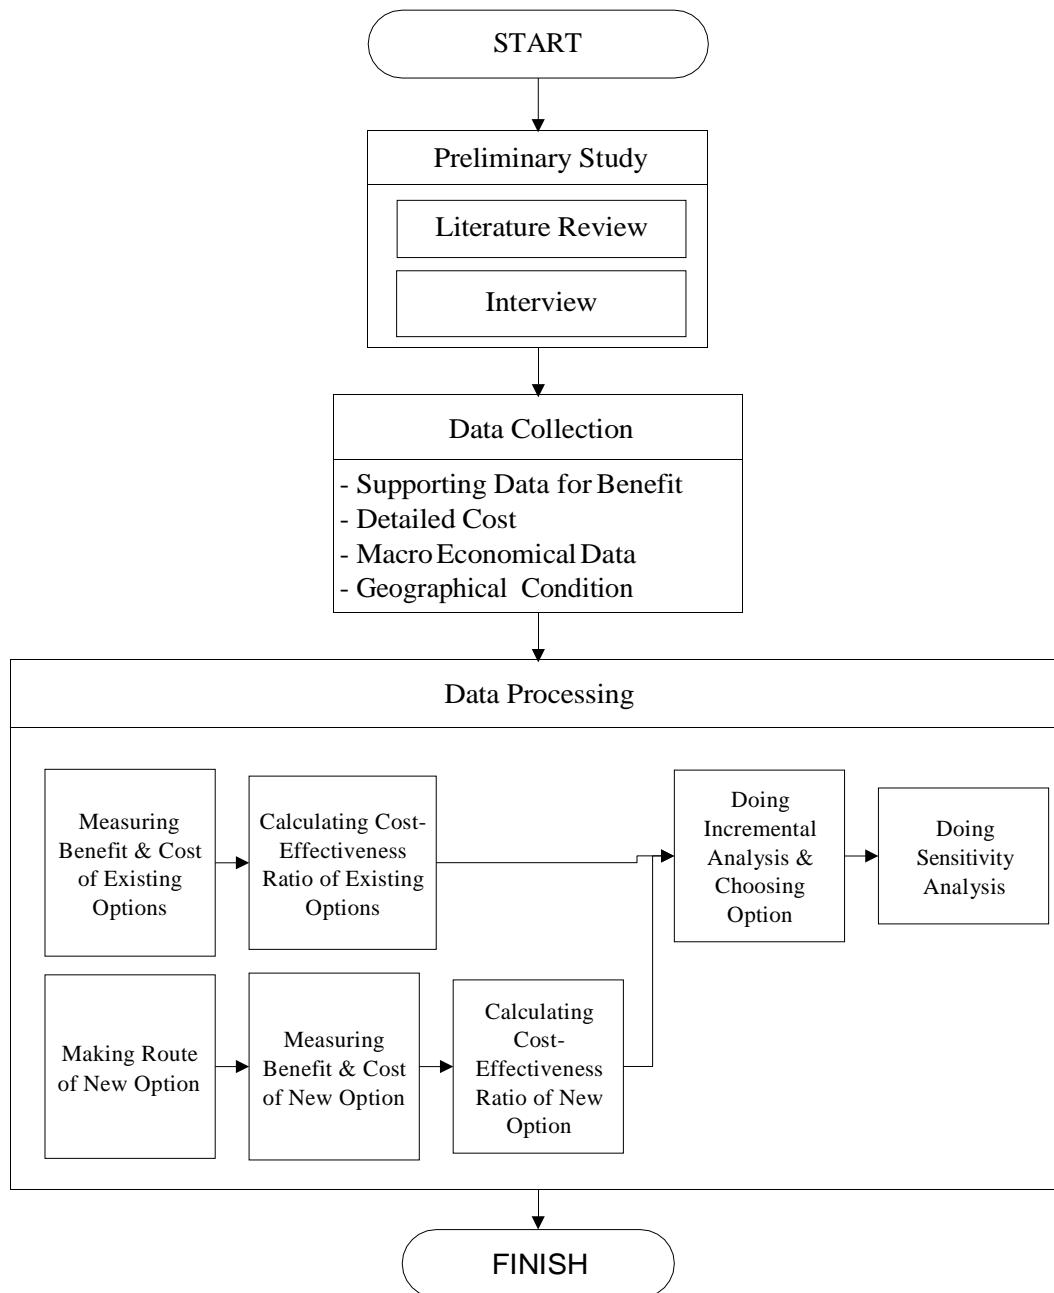 START
Preliminary Study
Literature Review
Interview
Data Collection
- Supporting Data for Benefit
- Detailed Cost
- Macro Economical Data
- Geographical Condition
Data Processing
Measuring
Benefit & Cost
of Existing
Options
Calculating Cost-
Effectiveness
Ratio of Existing
Options
Doing
Incremental
Analysis &
Choosing
Option
Doing
Sensitivity
Analysis
Making Route
of New Option
Measuring
Benefit & Cost
of New Option
Calculating
Cost-
Effectiveness
Ratio of New
Option
FINISH